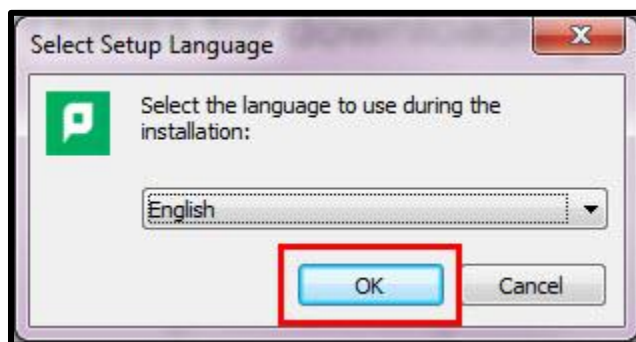 Select Setup Language
Select the language to use during the
installation:
English
OK
Cancel